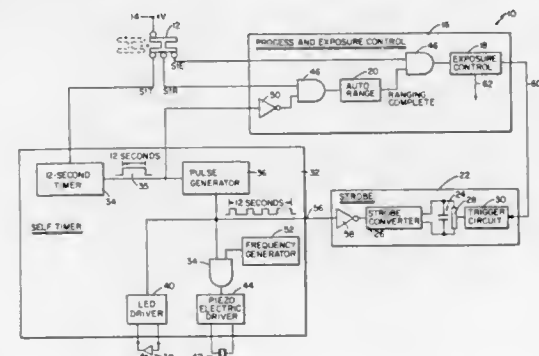 14
12
+V
10
16
PROCESS AND EXPOSURE CONTROL
46
18
S1E
S1T
S1R
46
20
EXPOSURE CONTROL
AUTO RANGE
50
RANGING COMPLETE
62
60
12 SECONDS
12-SECOND TIMER
35
PULSE GENERATOR
36
32
34
12 SECONDS
22
STROBE
56
24
28
30
SELF TIMER
52
STROBE CONVERTER
TRIGGER CIRCUIT
58
26
FREQUENCY GENERATOR
54
40
44
LED DRIVER
PIEZO ELECTRIC DRIVER